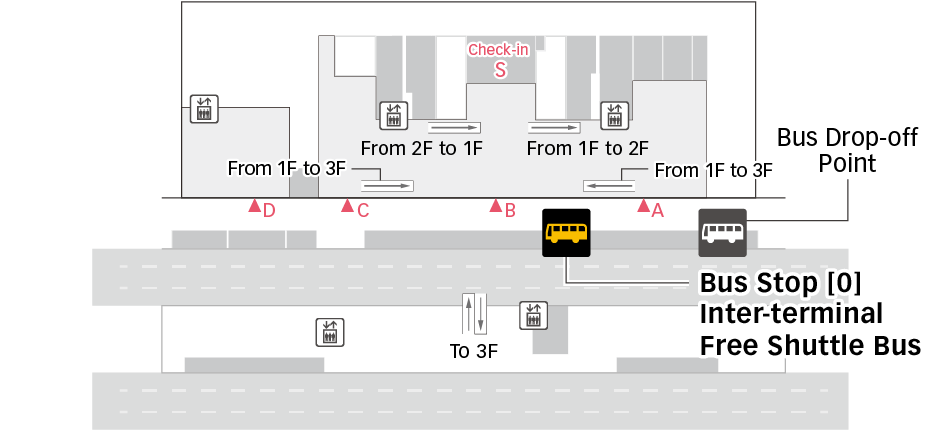 Check-in
S
From 2F to 1F
From 1F to 2F
Bus Drop-off
Point
From 1F to 3F
From 1F to 3F
D
C
B
A
Bus Stop [0]
Inter-terminal
Free Shuttle Bus
To 3F